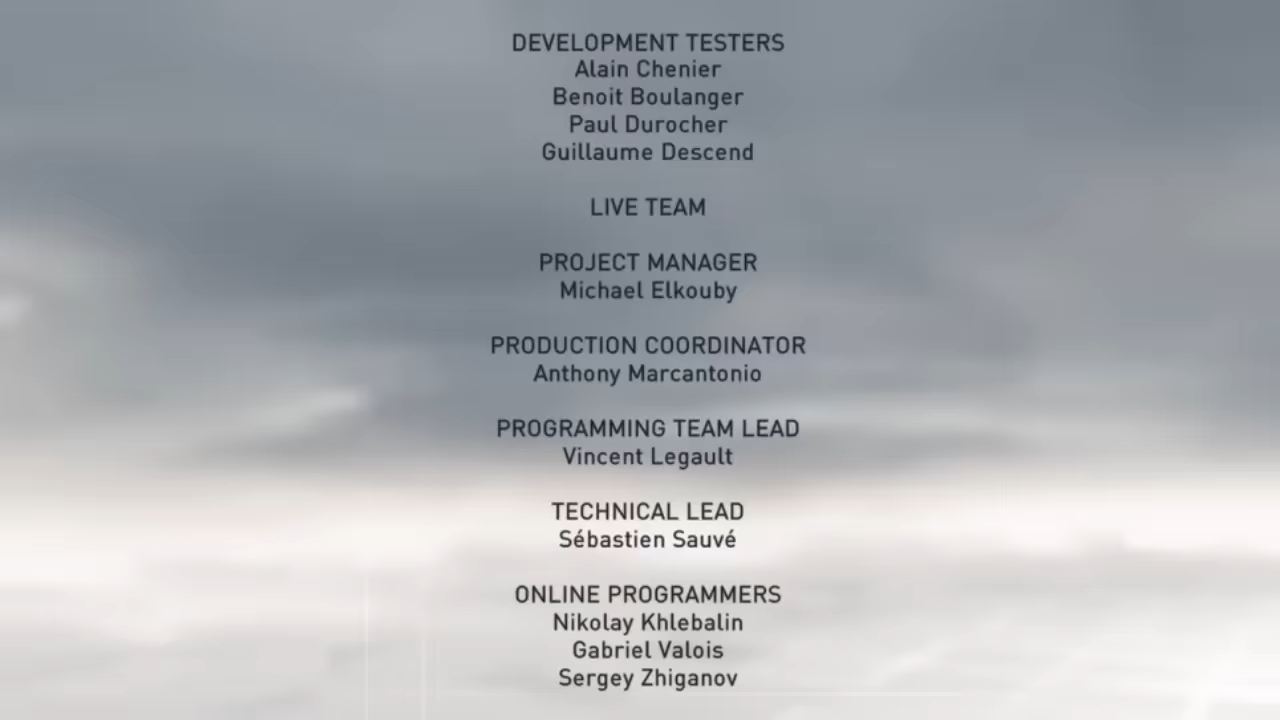 DEVELOPMENT TESTERS
Alain Chenier
Benoit Boulanger
Paul Durocher
Guillaume Descend
LIVE TEAM
PROJECT MANAGER
Michael Elkouby
PRODUCTION COORDINATOR
Anthony Marcantonio
PROGRAMMING TEAM LEAD
Vincent Legault
TECHNICAL LEAD
Sébastien Sauvé
ONLINE PROGRAMMERS
Nikolay Khlebalin
Gabriel Valois
Sergey Zhiganov